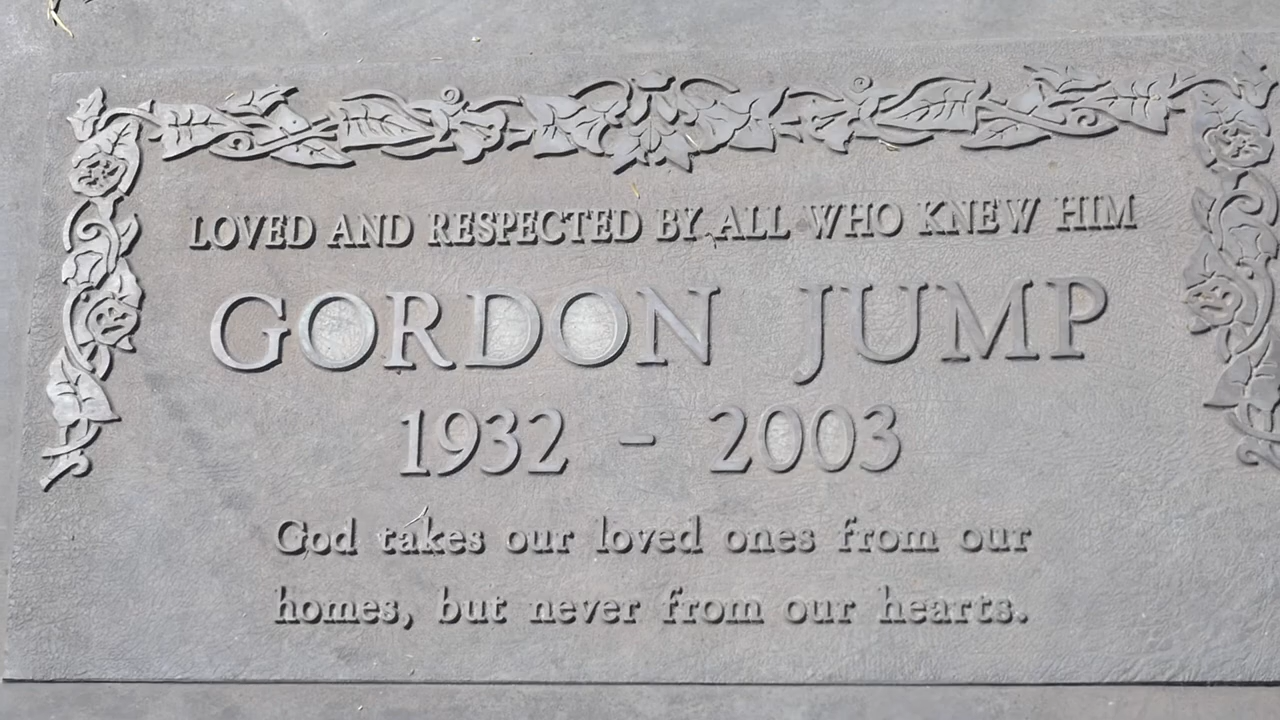 LOVED AND RESPECTED BY ALL WHO KNEW HIM
GORDON JUMP
1932 - 2003
God takes our loved ones from our
homes, but never from our hearts.